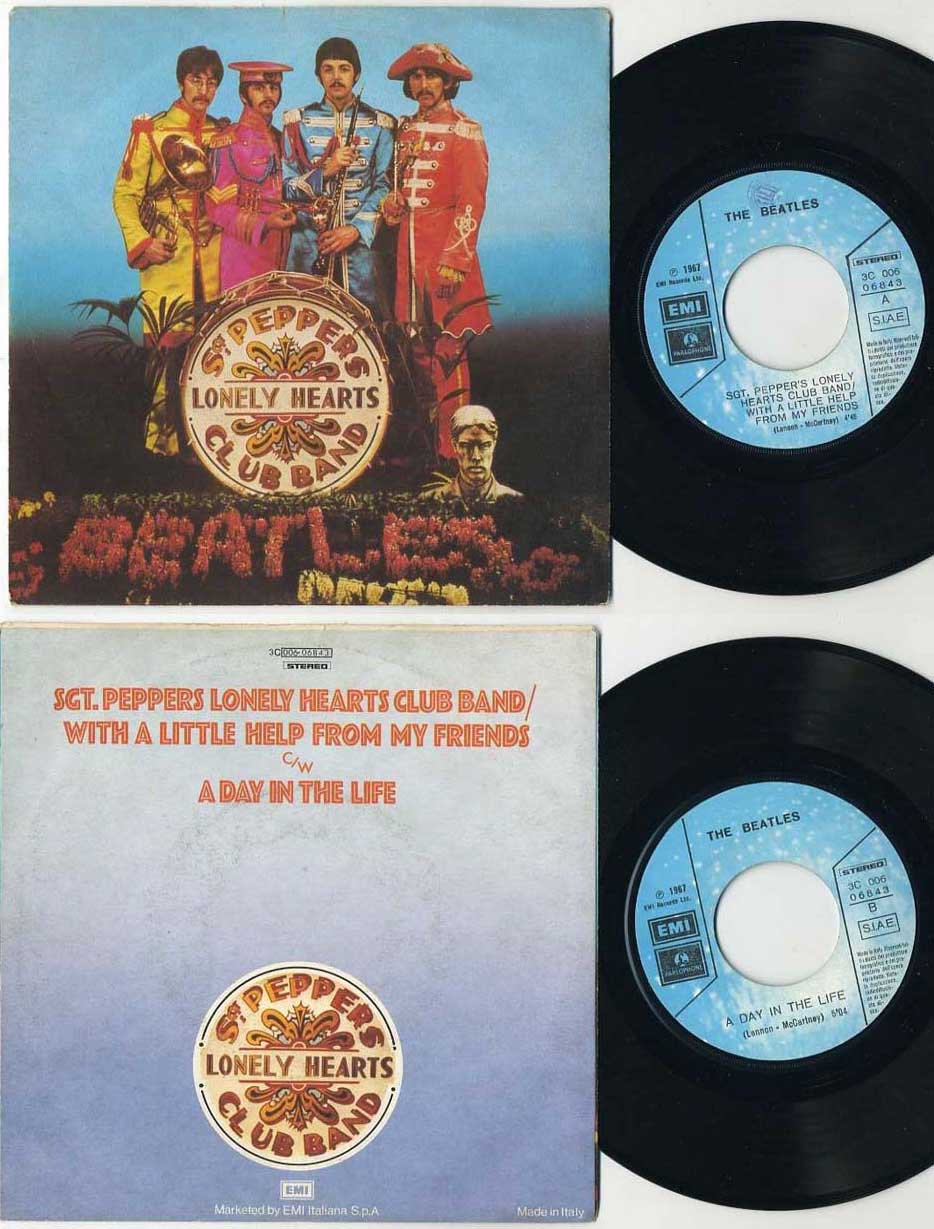 SGT PEPPERS
LONELY HEARTS
CLUB BAND
BEATLES
THE BEATLES
℗ 1967
EMI Records Ltd.
EMI
PARLOPHONE
STEREO
3C 006
06843
A
S.I.A.E.
SGT. PEPPER'S LONELY
HEARTS CLUB BAND/
WITH A LITTLE HELP
FROM MY FRIENDS
(Lennon - McCartney) 4'45
3C 006-06843
STEREO
SGT. PEPPERS LONELY HEARTS CLUB BAND/
WITH A LITTLE HELP FROM MY FRIENDS
C/W
A DAY IN THE LIFE
SGT PEPPERS
LONELY HEARTS
CLUB BAND
EMI
Marketed by EMI Italiana S.p.A
Made in Italy
THE BEATLES
℗ 1967
EMI Records Ltd.
EMI
PARLOPHONE
STEREO
3C 006
06843
B
S.I.A.E.
A DAY IN THE LIFE
(Lennon - McCartney) 5'04